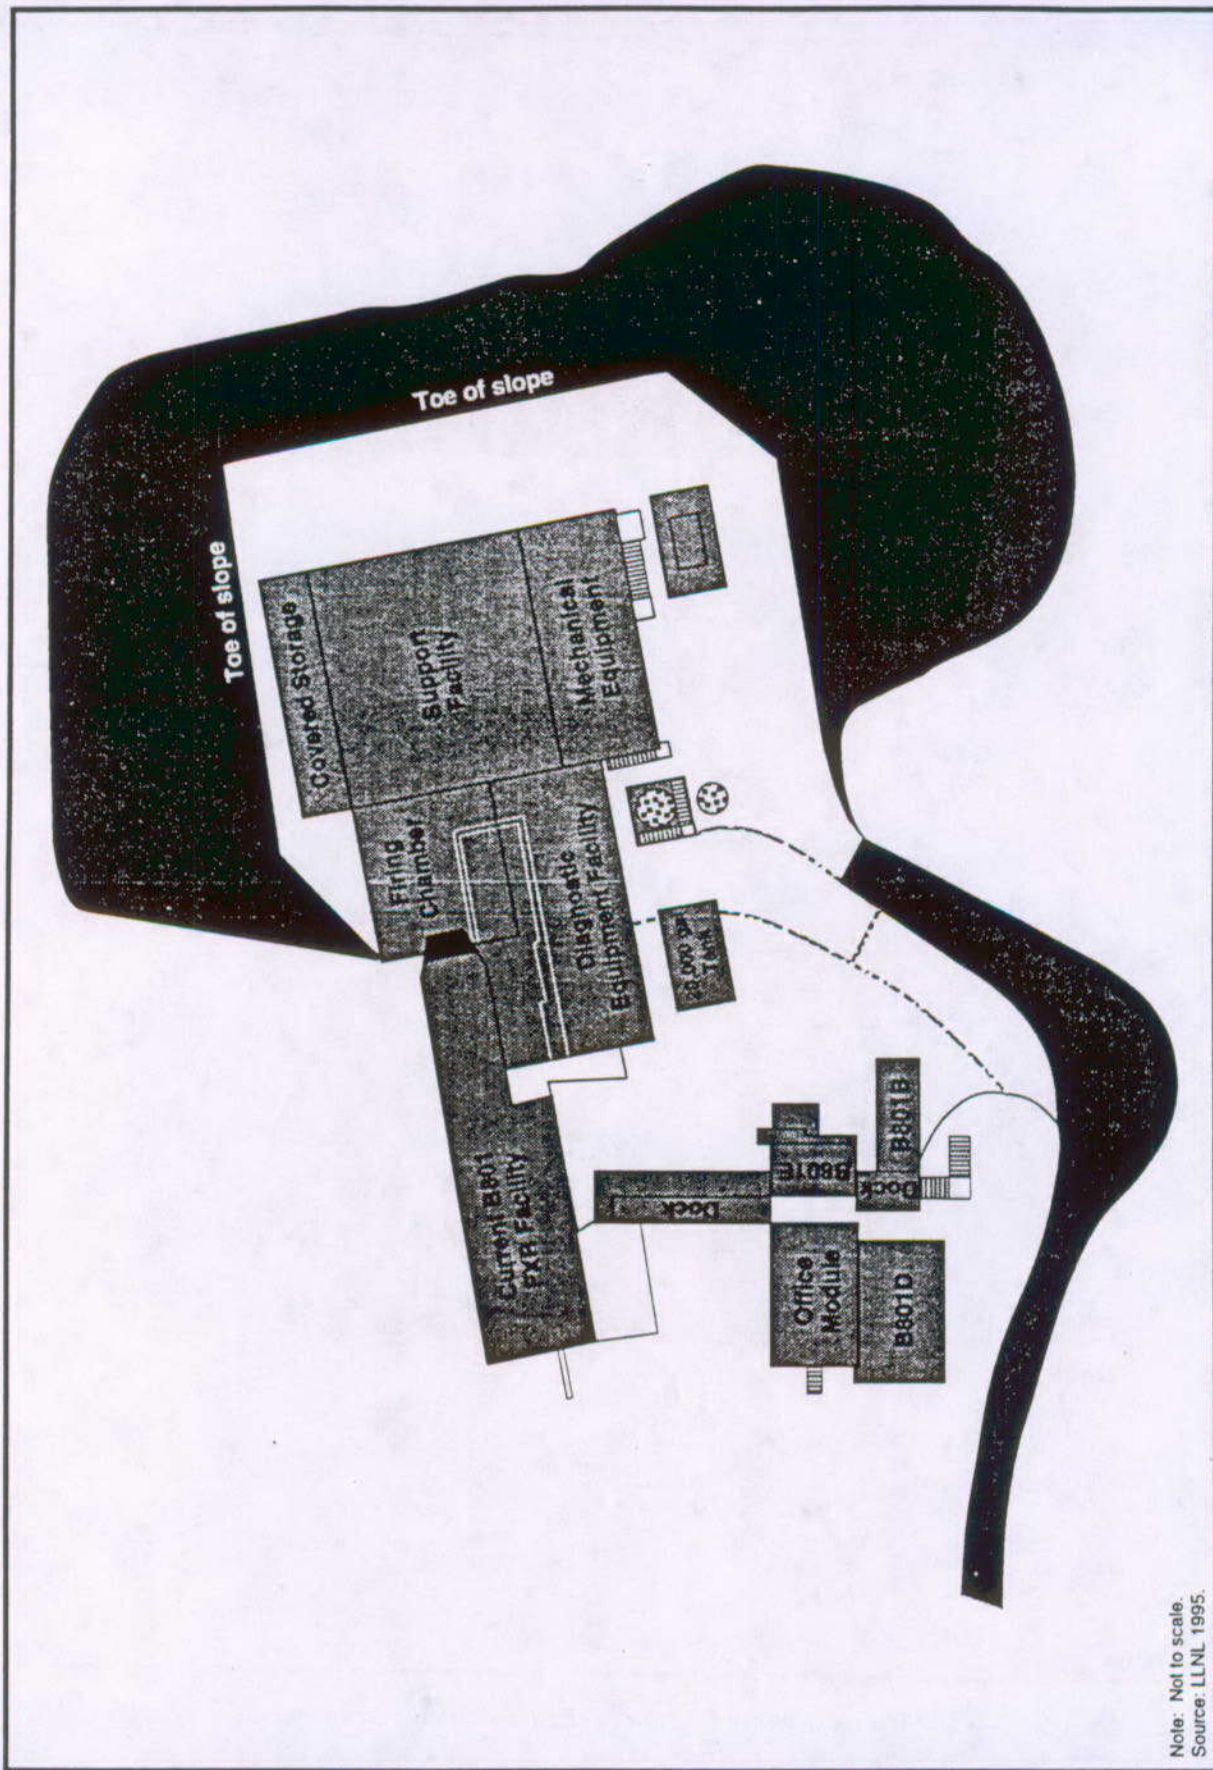 Toe of slope
Toe of slope
Covered Storage
Support
Facility
Mechanical
Equipment
Firing
Chamber
Diagnostic
Equipment Facility
Tank
Current B801
FXR Facility
Dock
B801E
Dock
B801B
Office
Module
B801D
Note: Not to scale.
Source: LLNL 1995.